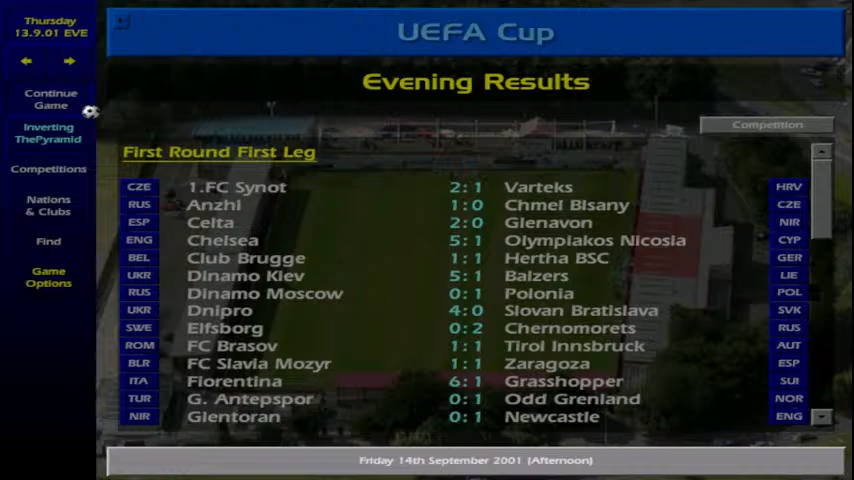 Thursday
13.9.01 EVE
Continue
Game
Inverting
ThePyramid
Competitions
Nations
& Clubs
Find
Game
Options
UEFA Cup
Evening Results
Competition
First Round First Leg
CZE 1.FC Synot 2:1 Varteks HRV
RUS Anzhi 1:0 Chmel Blsany CZE
ESP Celta 2:0 Glenavon NIR
ENG Chelsea 5:1 Olympiakos Nicosia CYP
BEL Club Brugge 1:1 Hertha BSC GER
UKR Dinamo Kiev 5:1 Balzers LIE
RUS Dinamo Moscow 0:1 Polonia POL
UKR Dnipro 4:0 Slovan Bratislava SVK
SWE Elfsborg 0:2 Chernomorets RUS
ROM FC Brasov 1:1 Tirol Innsbruck AUT
BLR FC Slavia Mozyr 1:1 Zaragoza ESP
ITA Fiorentina 6:1 Grasshopper SUI
TUR G. Antepspor 0:1 Odd Grenland NOR
NIR Glentoran 0:1 Newcastle ENG
Friday 14th September 2001 (Afternoon)